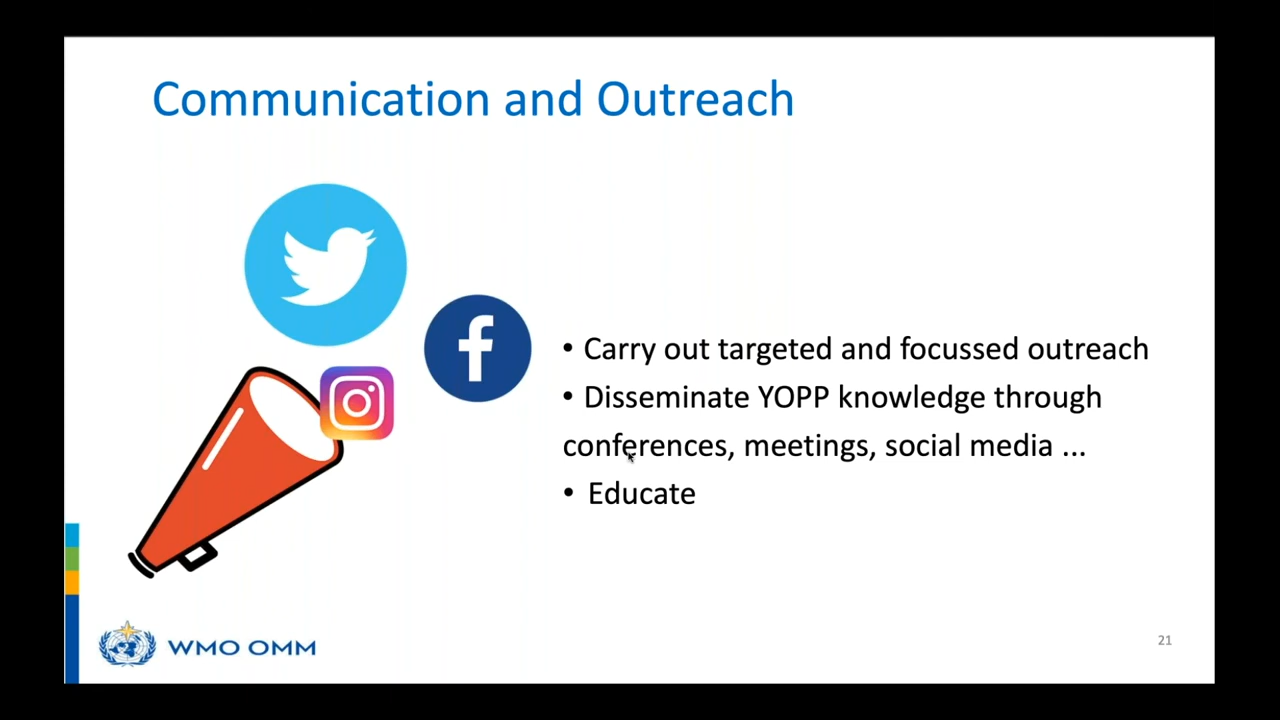 Communication and Outreach
• Carry out targeted and focussed outreach
• Disseminate YOPP knowledge through
conferences, meetings, social media ...
• Educate
WMO OMM
21